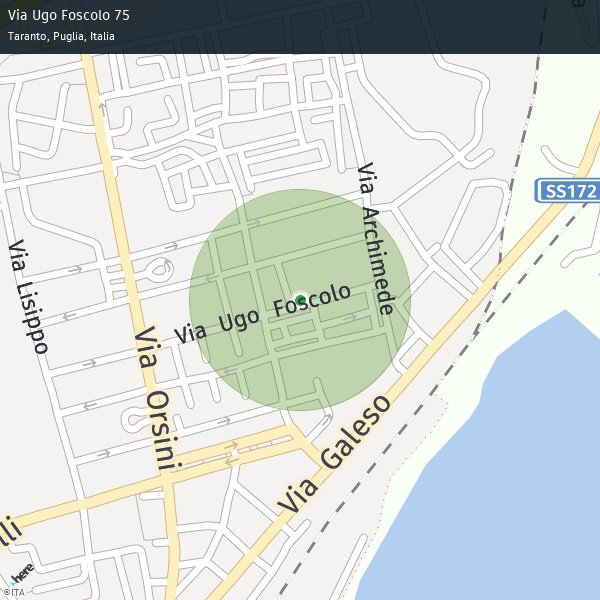 Via Ugo Foscolo 75
Taranto, Puglia, Italia
SS172
Via Archimede
Via Lisippo
Via Ugo Foscolo
Via Orsini
Via Galeso
lli
here
©ITA